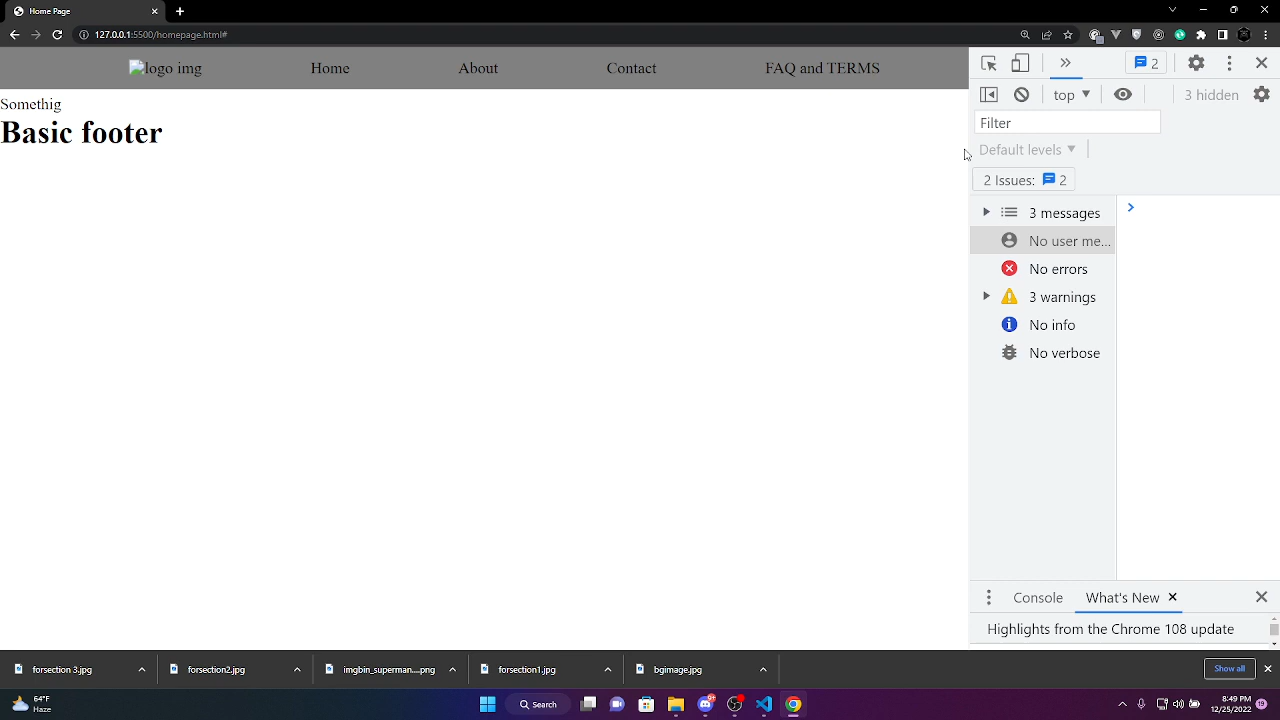 Home Page
127.0.0.1:5500/homepage.html#
logo img
Home
About
Contact
FAQ and TERMS
Somethig
Basic footer
2
top
3 hidden
Filter
Default levels
2 Issues: 2
3 messages
No user me...
No errors
3 warnings
No info
No verbose
Console
What's New
Highlights from the Chrome 108 update
forsection 3.jpg
forsection2.jpg
imgbin_superman....png
forsection1.jpg
bgimage.jpg
Show all
64°F
Haze
Search
8:49 PM
12/25/2022